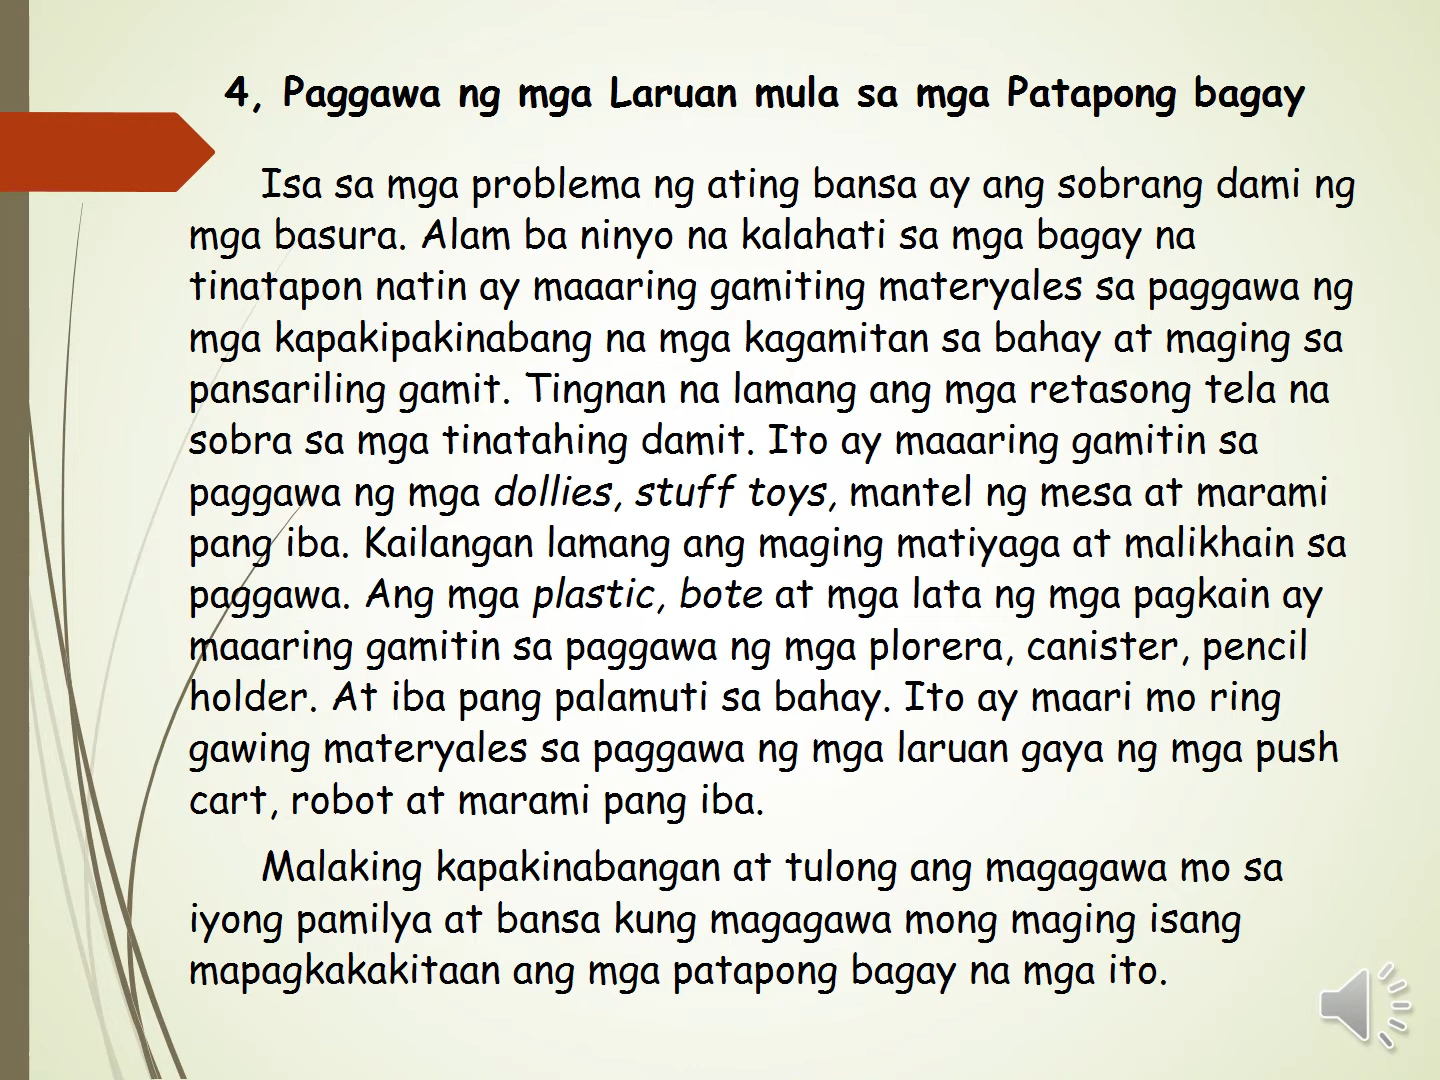 4, Paggawa ng mga Laruan mula sa mga Patapong bagay
Isa sa mga problema ng ating bansa ay ang sobrang dami ng
mga basura. Alam ba ninyo na kalahati sa mga bagay na
tinatapon natin ay maaaring gamiting materyales sa paggawa ng
mga kapakipakinabang na mga kagamitan sa bahay at maging sa
pansariling gamit. Tingnan na lamang ang mga retasong tela na
sobra sa mga tinatahing damit. Ito ay maaaring gamitin sa
paggawa ng mga dollies, stuff toys, mantel ng mesa at marami
pang iba. Kailangan lamang ang maging matiyaga at malikhain sa
paggawa. Ang mga plastic, bote at mga lata ng mga pagkain ay
maaaring gamitin sa paggawa ng mga plorera, canister, pencil
holder. At iba pang palamuti sa bahay. Ito ay maari mo ring
gawing materyales sa paggawa ng mga laruan gaya ng mga push
cart, robot at marami pang iba.
Malaking kapakinabangan at tulong ang magagawa mo sa
iyong pamilya at bansa kung magagawa mong maging isang
mapagkakakitaan ang mga patapong bagay na mga ito.